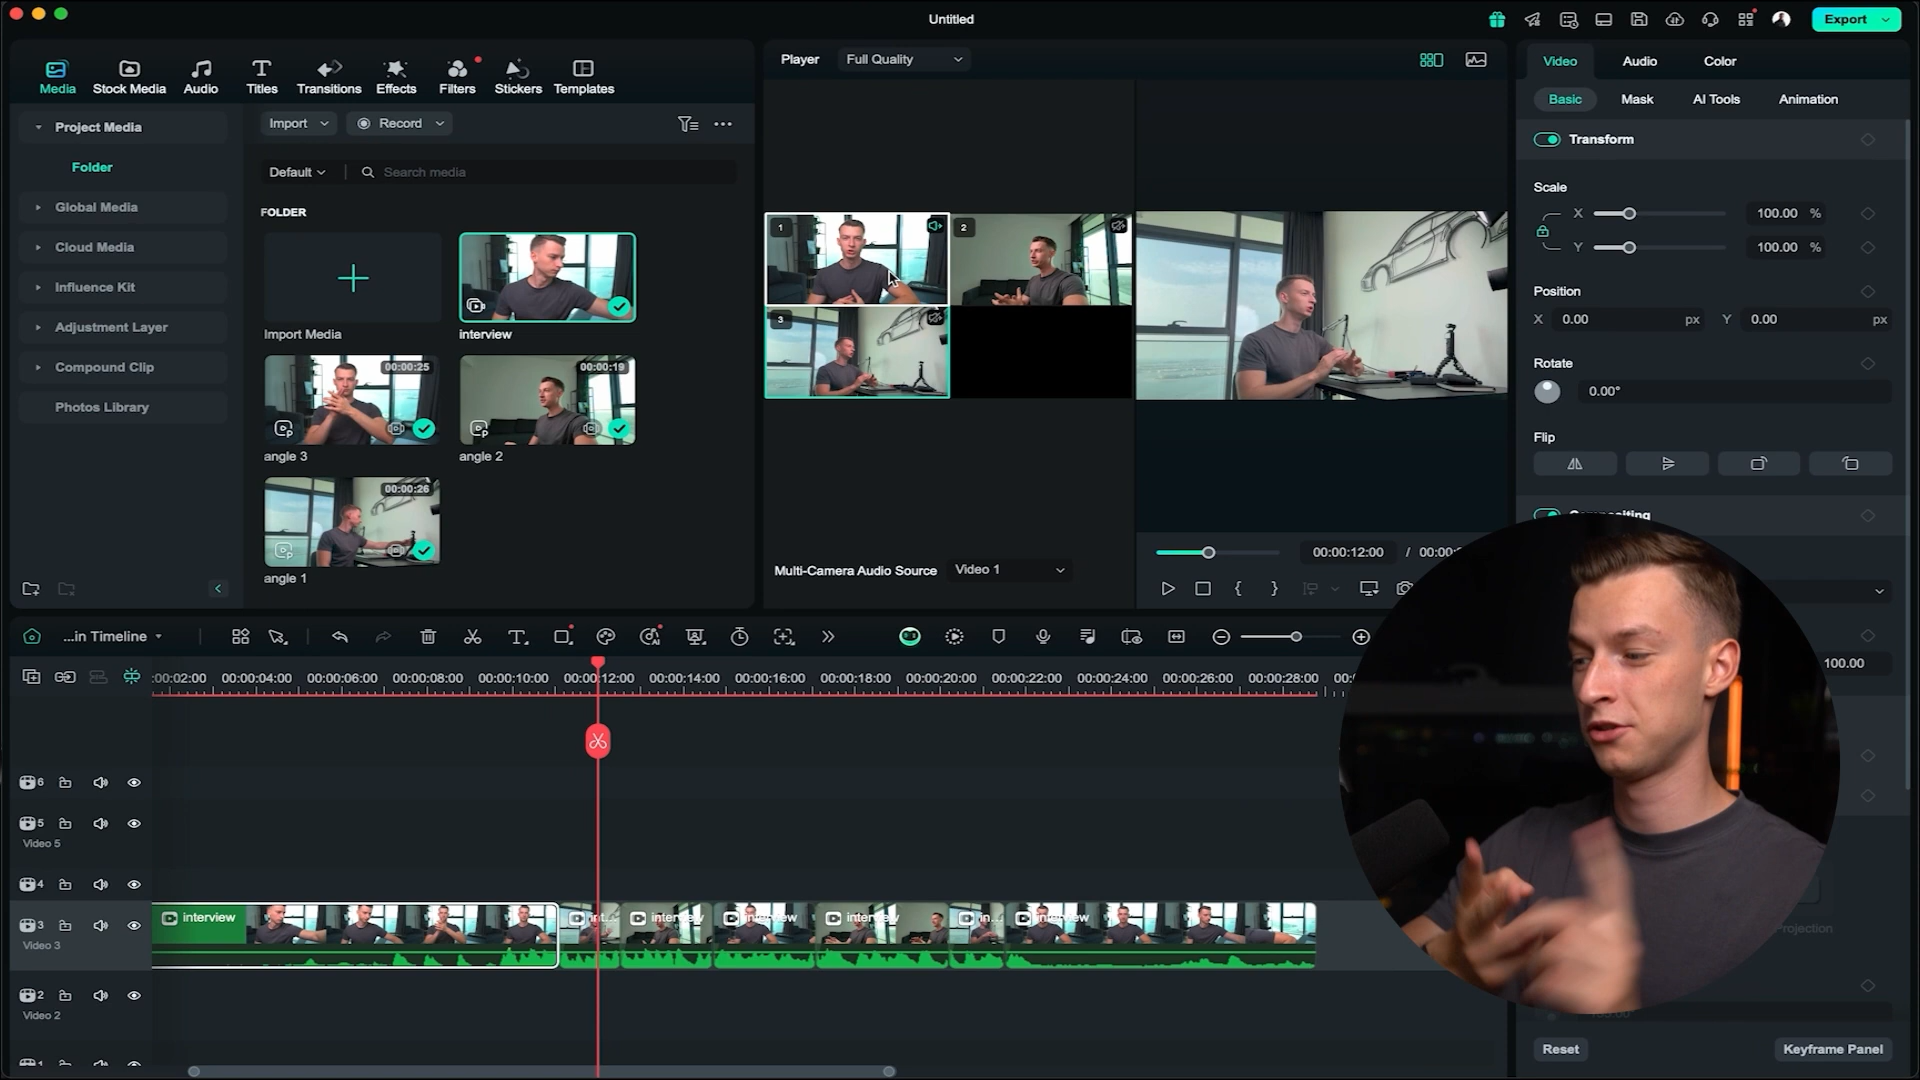 Untitled
Export
Media
Stock Media
Audio
Titles
Transitions
Effects
Filters
Stickers
Templates
Project Media
Folder
Global Media
Cloud Media
Influence Kit
Adjustment Layer
Compound Clip
Photos Library
Import
Record
Default
Search media
FOLDER
Import Media
interview
00:00:25
angle 3
00:00:19
angle 2
00:00:26
angle 1
Player
Full Quality
1
2
3
Multi-Camera Audio Source
Video 1
00:00:12:00
/
Video
Audio
Color
Basic
Mask
AI Tools
Animation
Transform
Scale
X
100.00
%
Y
100.00
%
Position
X
0.00
px
Y
0.00
px
Rotate
0.00°
Flip
100.00
Reset
Keyframe Panel
...in Timeline
:00:02:00
00:00:04:00
00:00:06:00
00:00:08:00
00:00:10:00
00:00:12:00
00:00:14:00
00:00:16:00
00:00:18:00
00:00:20:00
00:00:22:00
00:00:24:00
00:00:26:00
00:00:28:00
6
5
Video 5
4
3
Video 3
interview
int...
interview
interview
interview
in...
interview
2
Video 2